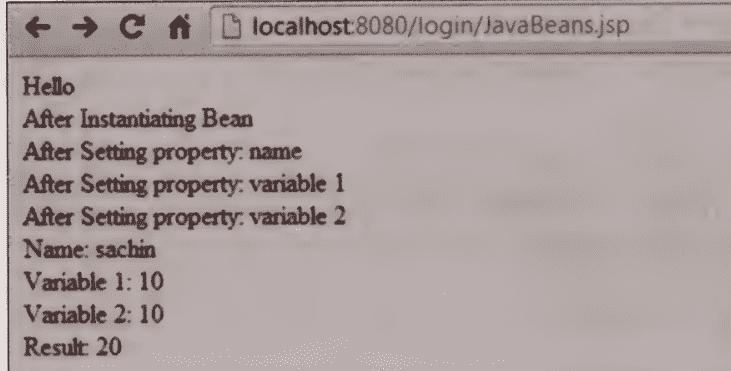 localhost:8080/login/JavaBeans.jsp
Hello
After Instantiating Bean
After Setting property: name
After Setting property: variable 1
After Setting property: variable 2
Name: sachin
Variable 1: 10
Variable 2: 10
Result: 20